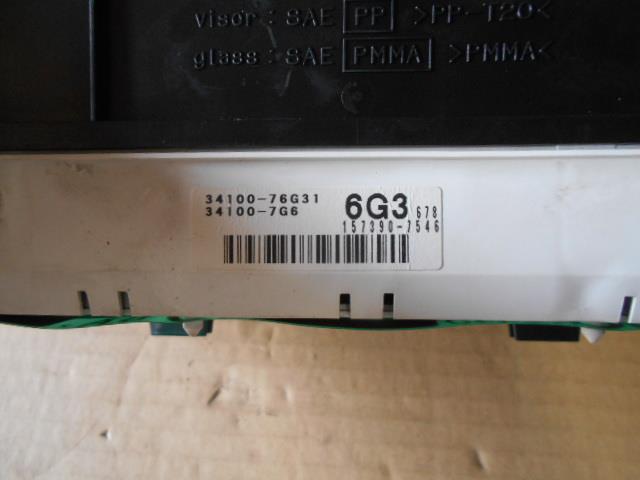 visor : SAE PP >PP-T20<
glass : SAE PMMA >PMMA<
34100-76G31
34100-7G6
6G3 678
157390-7546